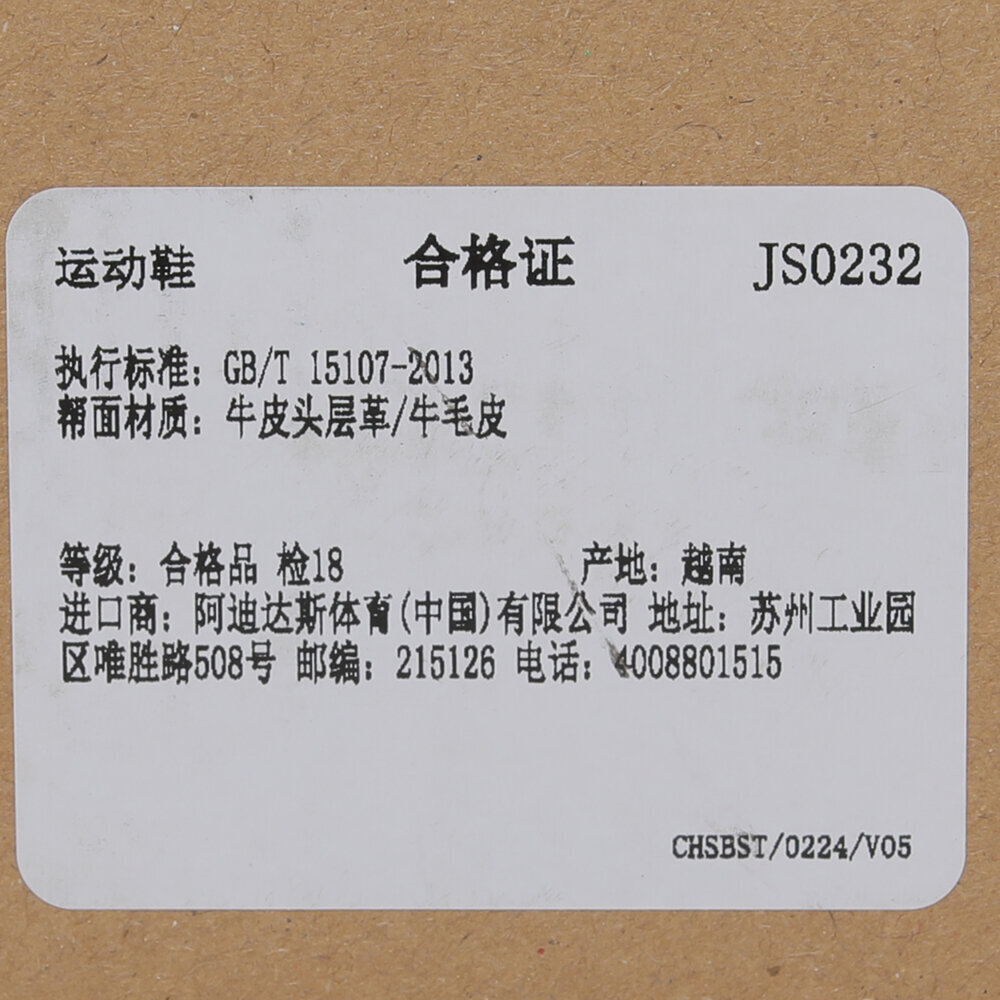 运动鞋 合格证 JS0232
执行标准：GB/T 15107-2013
帮面材质：牛皮头层革/牛毛皮
等级：合格品 检18 产地：越南
进口商：阿迪达斯体育(中国)有限公司 地址：苏州工业园
区唯胜路508号 邮编：215126 电话：4008801515
CHSBST/0224/V05